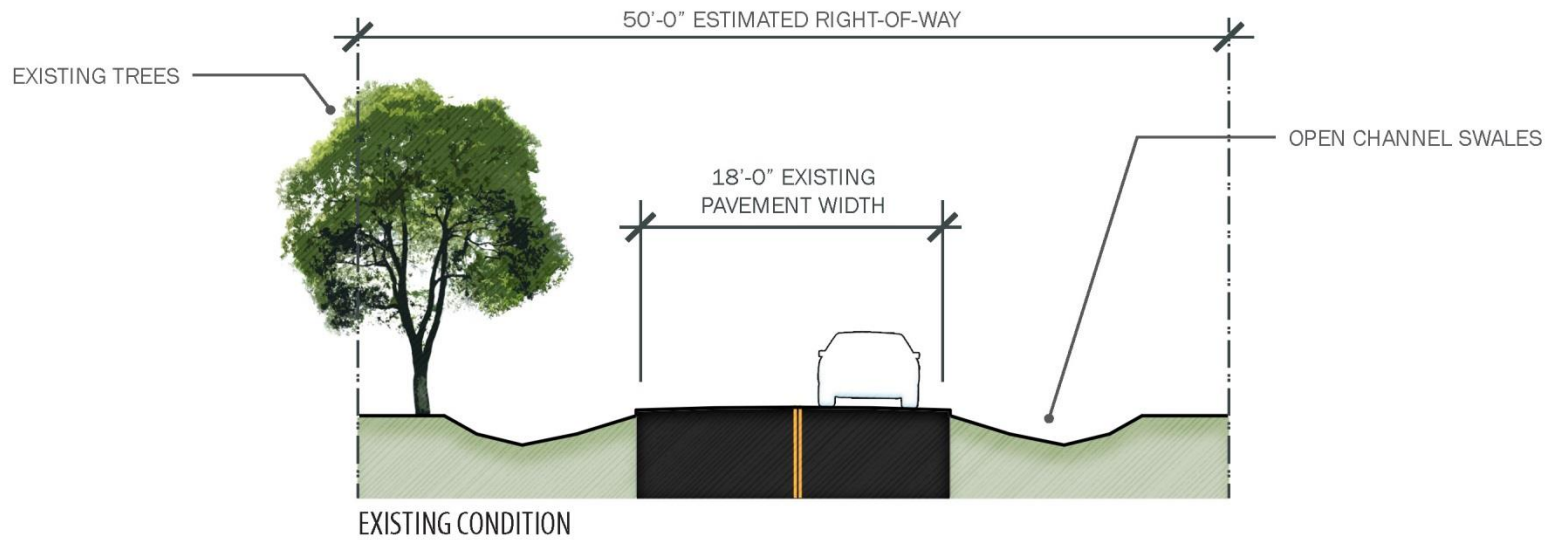 50’-0” ESTIMATED RIGHT-OF-WAY
EXISTING TREES
OPEN CHANNEL SWALES
18’-0” EXISTING
PAVEMENT WIDTH
EXISTING CONDITION